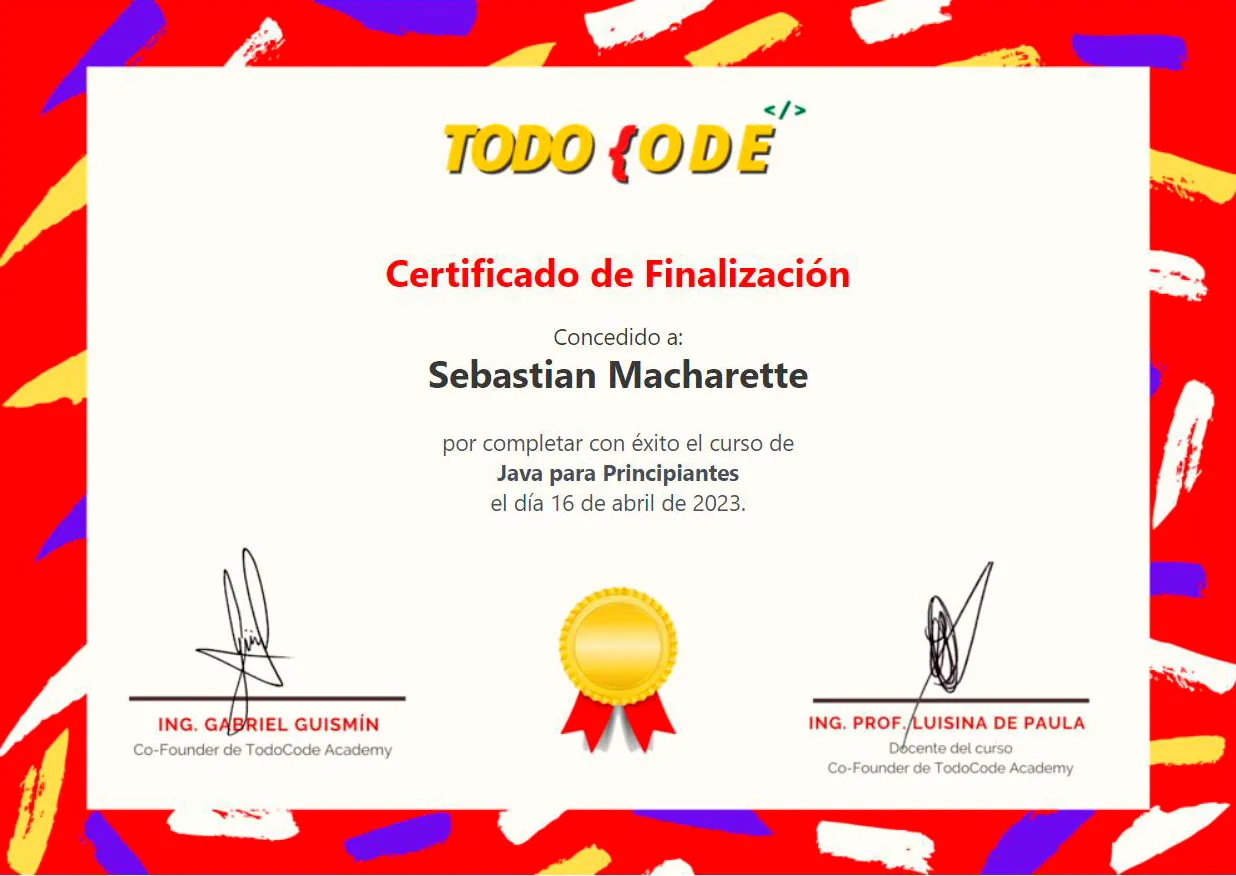 </>
TODO {ODE
Certificado de Finalización
Concedido a:
Sebastian Macharette
por completar con éxito el curso de
Java para Principiantes
el día 16 de abril de 2023.
ING. GABRIEL GUISMÍN
Co-Founder de TodoCode Academy
ING. PROF. LUISINA DE PAULA
Docente del curso
Co-Founder de TodoCode Academy